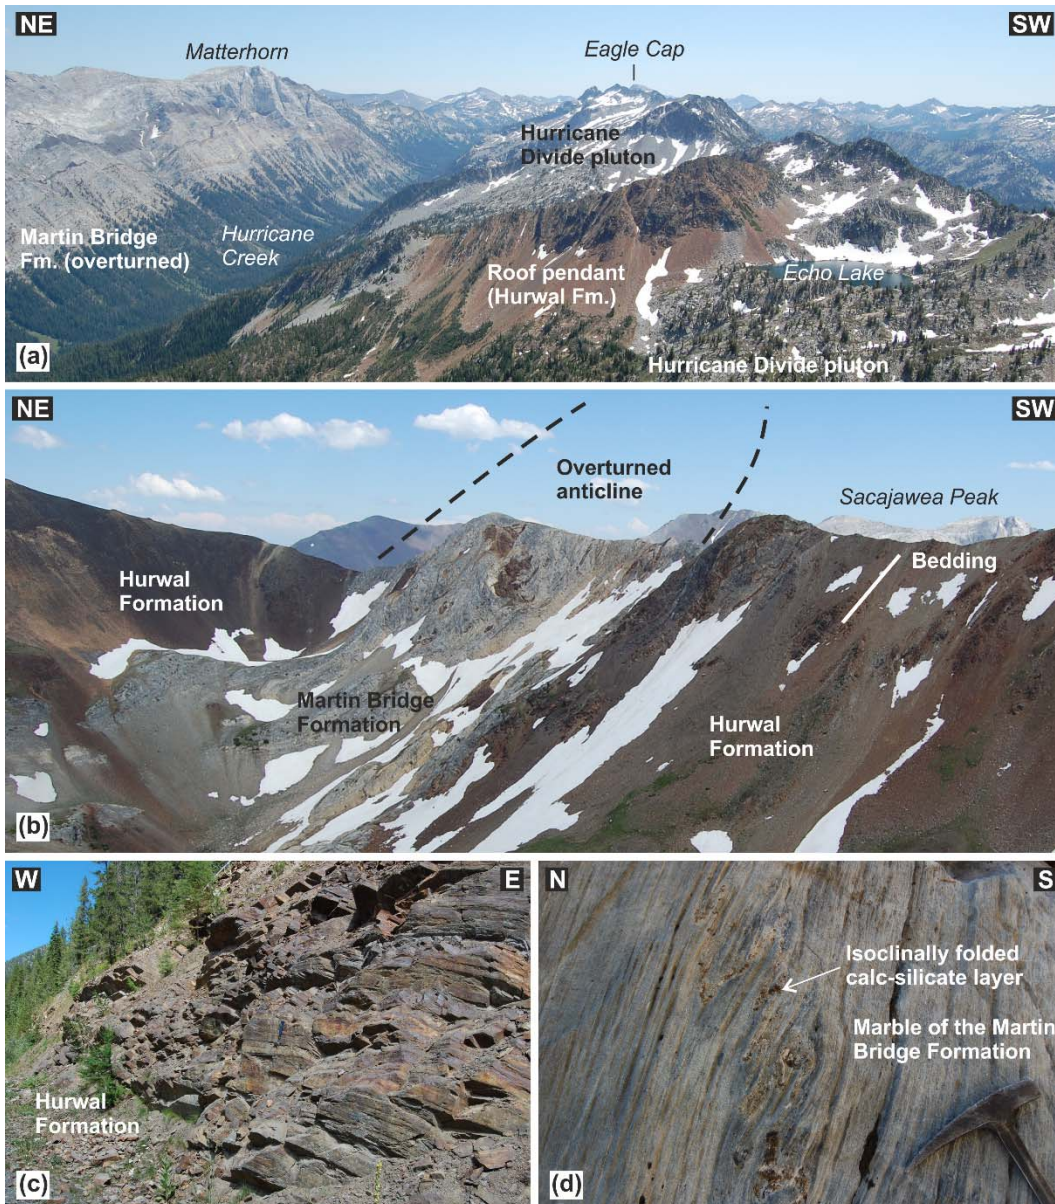 NE
SW
Matterhorn
Eagle Cap
Hurricane
Divide pluton
Martin Bridge
Fm. (overturned)
Hurricane
Creek
Roof pendant
(Hurwal Fm.)
Echo Lake
Hurricane Divide pluton
(a)
NE
SW
Overturned
anticline
Sacajawea Peak
Bedding
Hurwal
Formation
Martin Bridge
Formation
Hurwal
Formation
(b)
W
E
Hurwal
Formation
(c)
N
S
Isoclinally folded
calc-silicate layer
Marble of the Martin
Bridge Formation
(d)